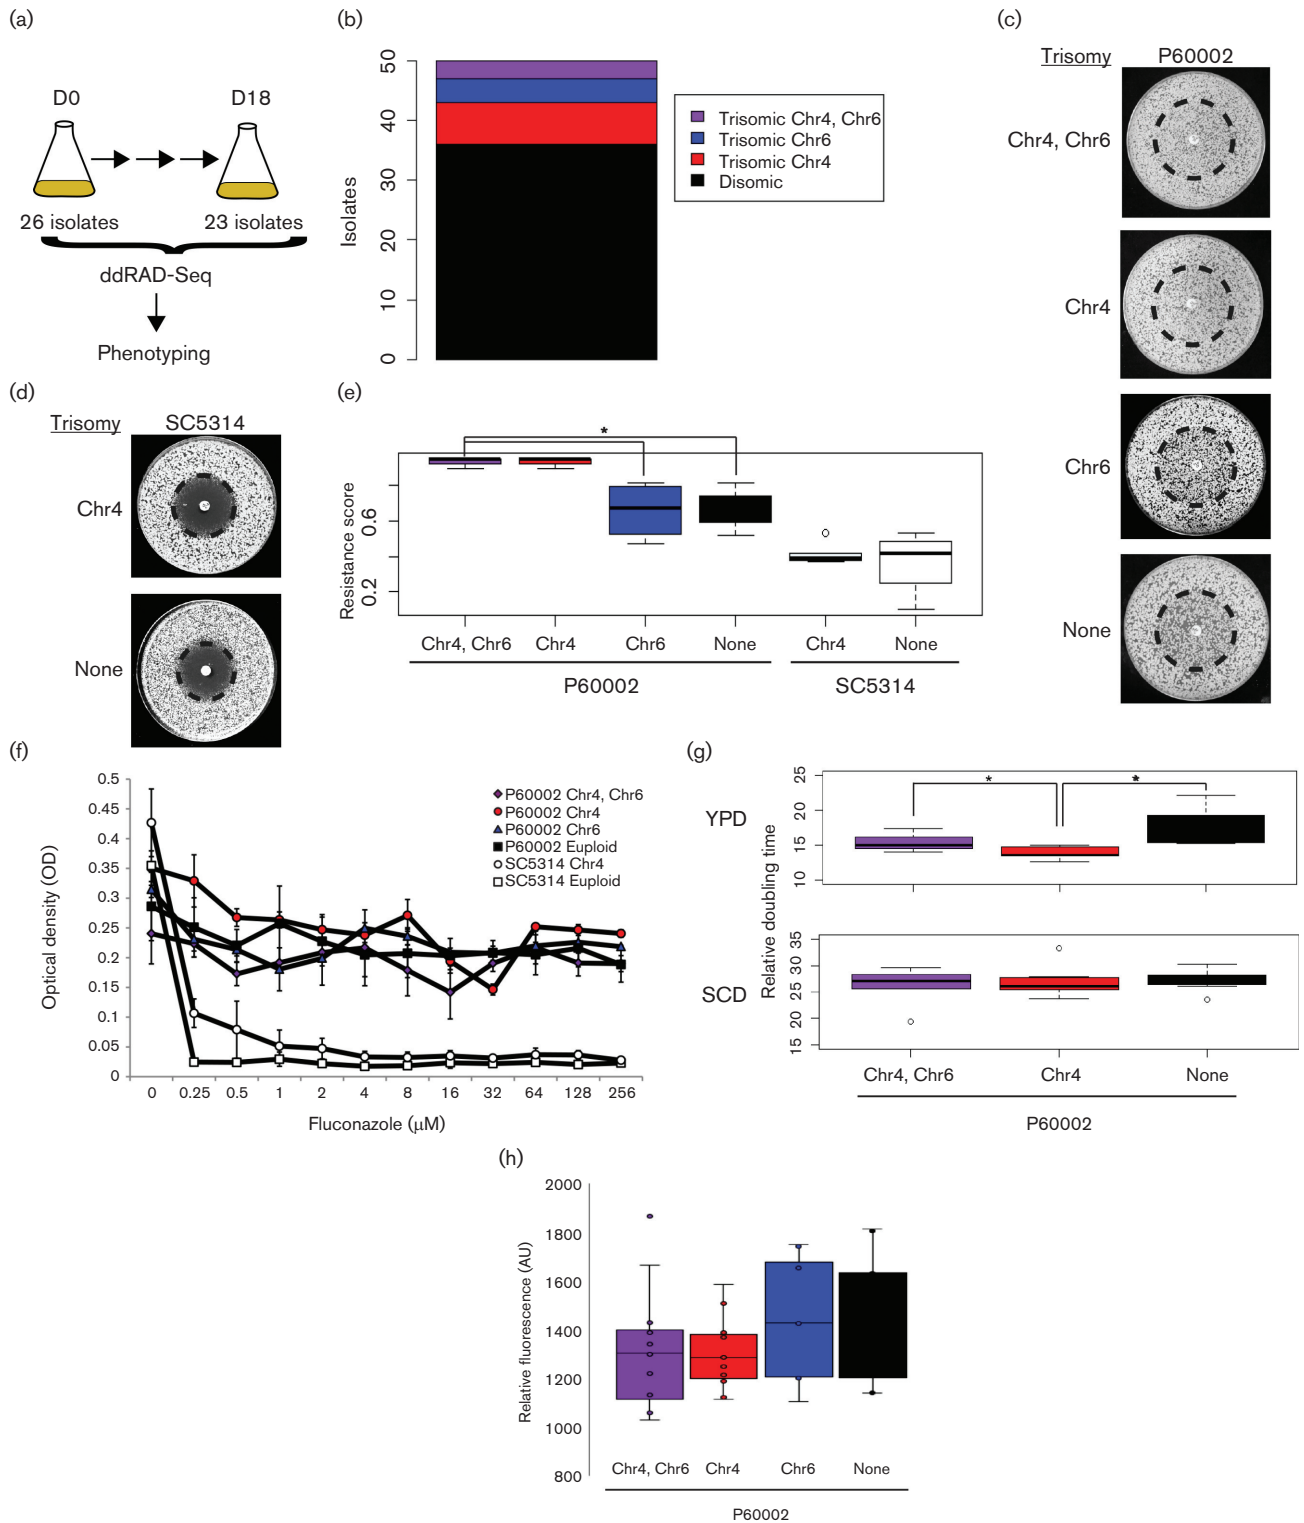 (a)
D0
D18
26 isolates
23 isolates
ddRAD-Seq
Phenotyping
(b)
Isolates
50
40
30
20
10
0
Trisomic Chr4, Chr6
Trisomic Chr6
Trisomic Chr4
Disomic
(c)
Trisomy
P60002
Chr4, Chr6
Chr4
Chr6
None
(d)
Trisomy
SC5314
Chr4
None
(e)
*
Resistance score
0.6
0.2
Chr4, Chr6
Chr4
Chr6
None
Chr4
None
P60002
SC5314
(f)
Optical density (OD)
0.5
0.45
0.4
0.35
0.3
0.25
0.2
0.15
0.1
0.05
0
P60002 Chr4, Chr6
P60002 Chr4
P60002 Chr6
P60002 Euploid
SC5314 Chr4
SC5314 Euploid
0 0.25 0.5 1 2 4 8 16 32 64 128 256
Fluconazole (μM)
(g)
YPD
SCD
Relative doubling time
25
20
15
10
* *
35
30
25
20
15
Chr4, Chr6
Chr4
None
P60002
(h)
Relative fluorescence (AU)
2000
1800
1600
1400
1200
1000
800
Chr4, Chr6
Chr4
Chr6
None
P60002